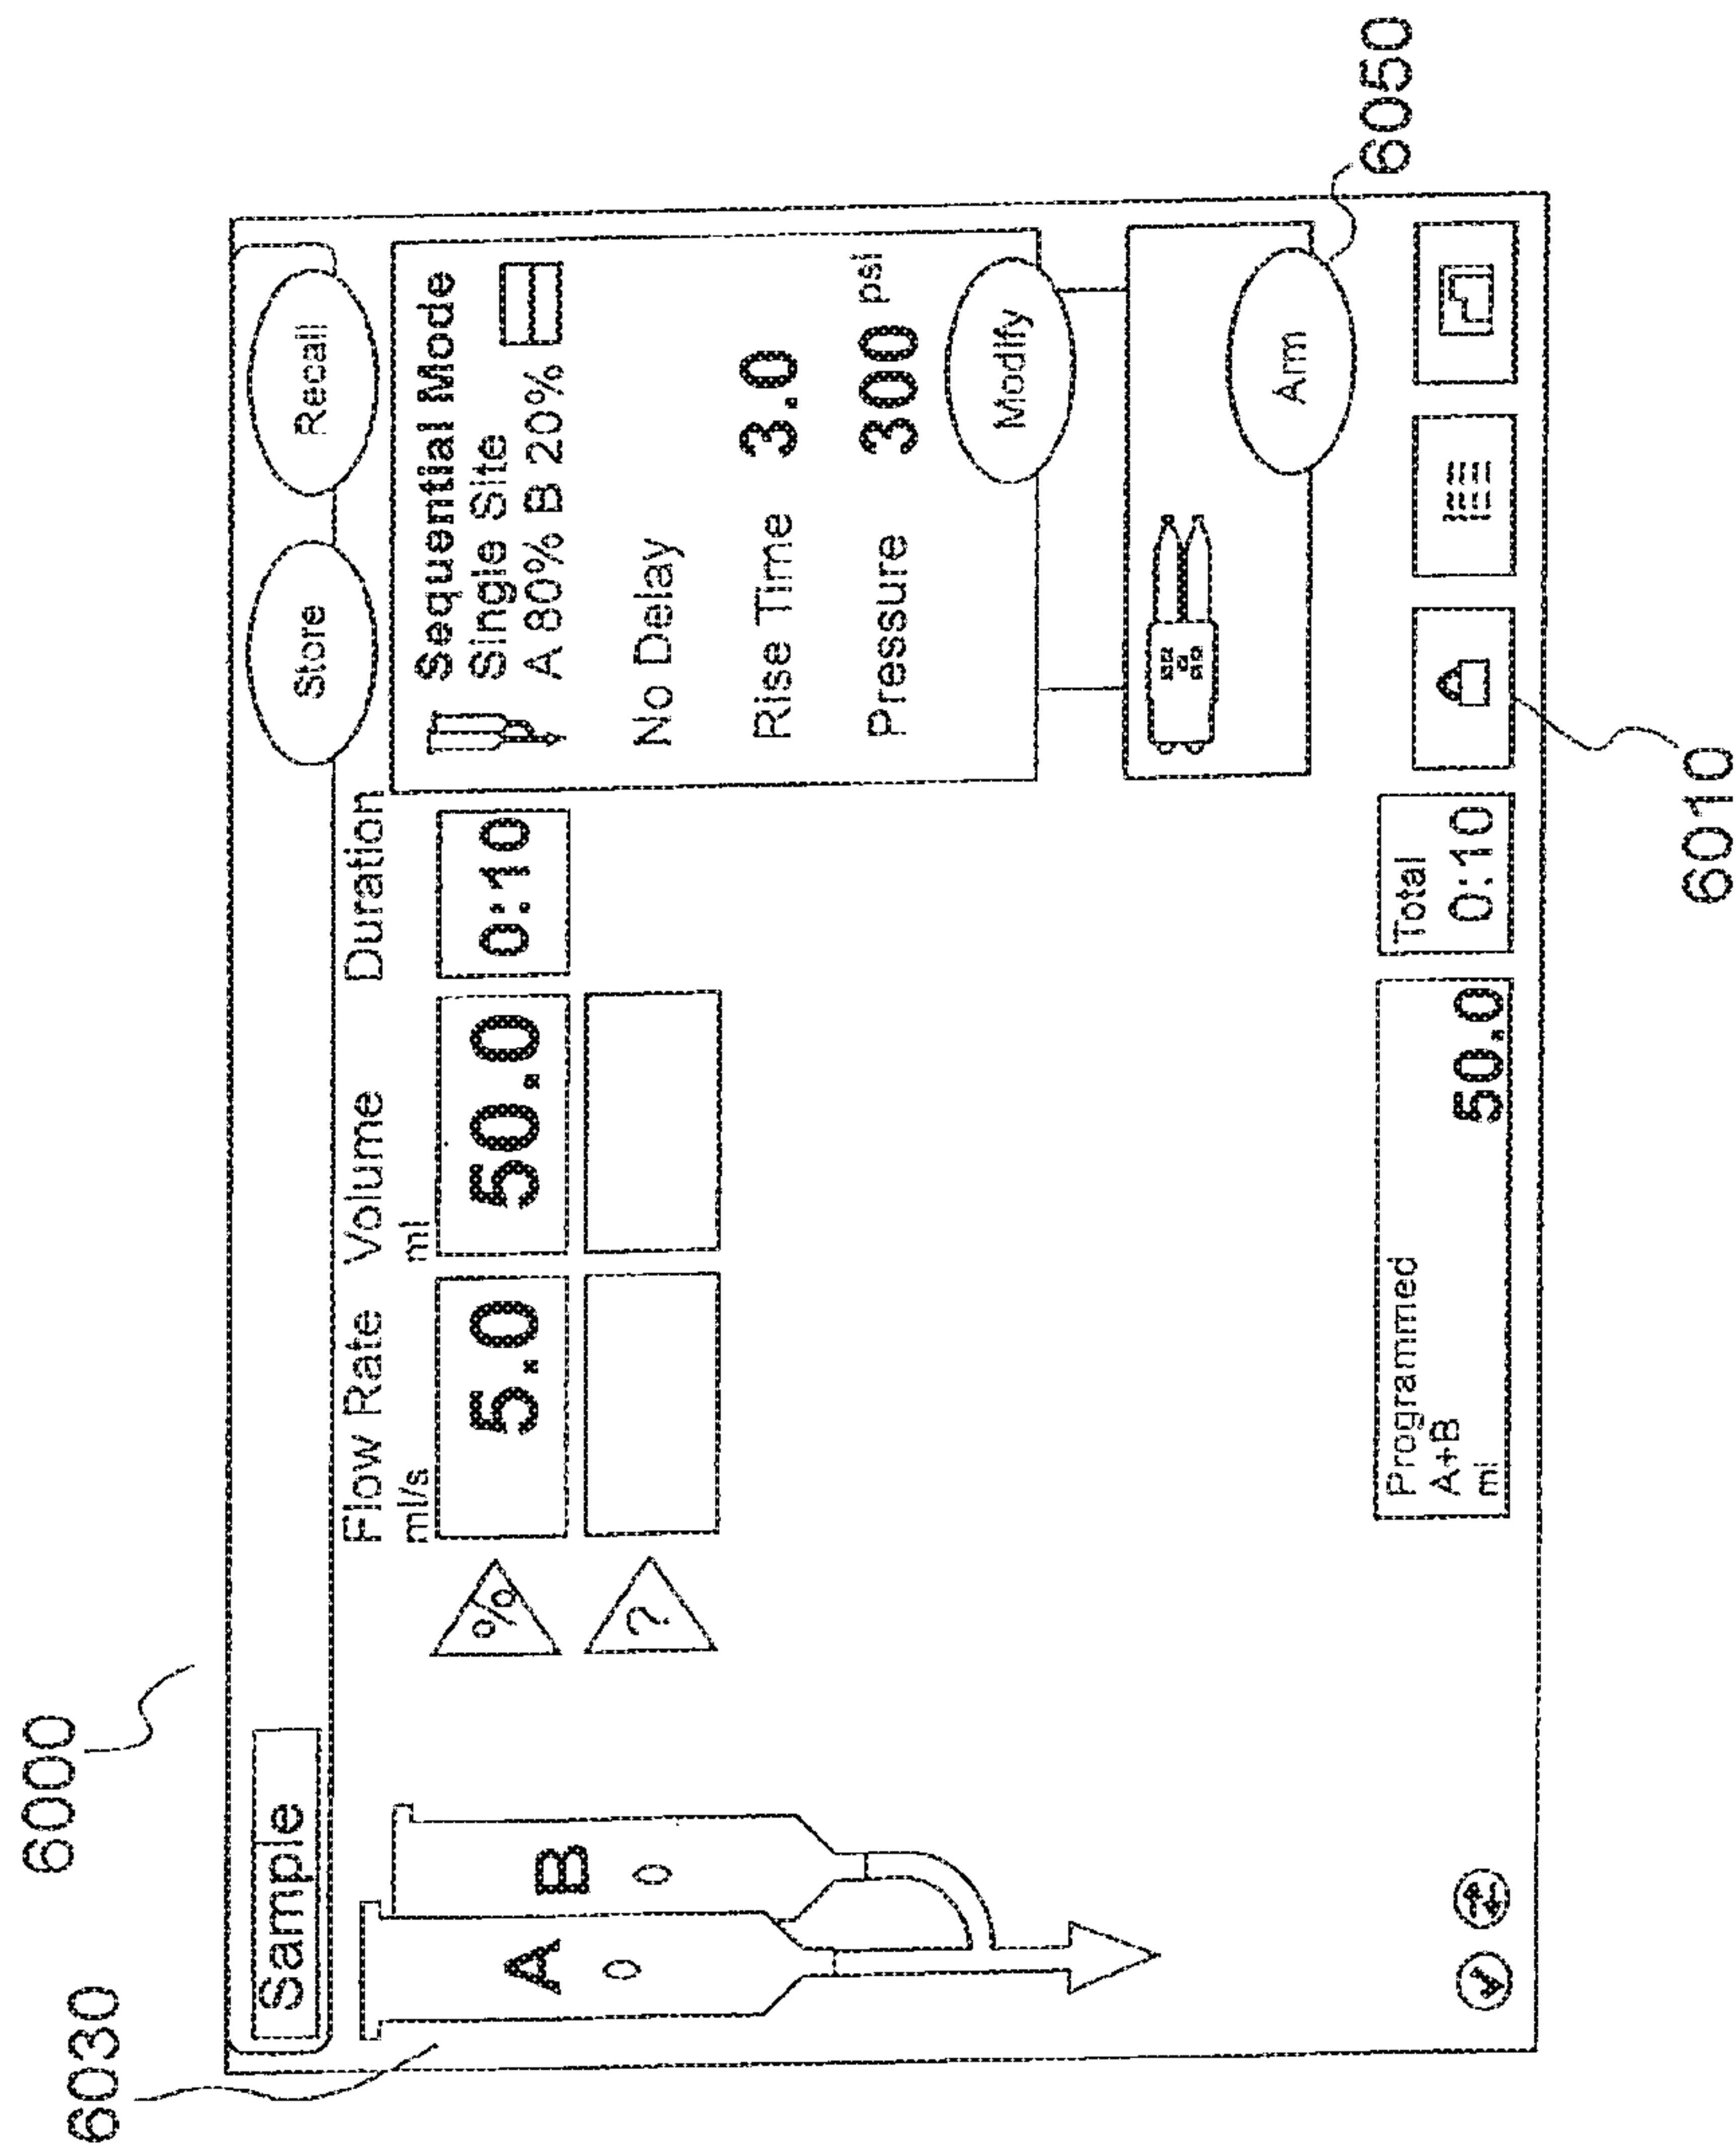 6000
6030
Sample
Store
Recall
Flow Rate Volume Duration
ml/s
ml
% 5.0 50.0 0:10
?
A
0
B
0
Sequential Mode
Single Site
A 80% B 20%
No Delay
Rise Time 3.0
Pressure 300 psi
Modify
Arm
6050
Programmed
A+B
ml
50.0
Total
0:10
6010